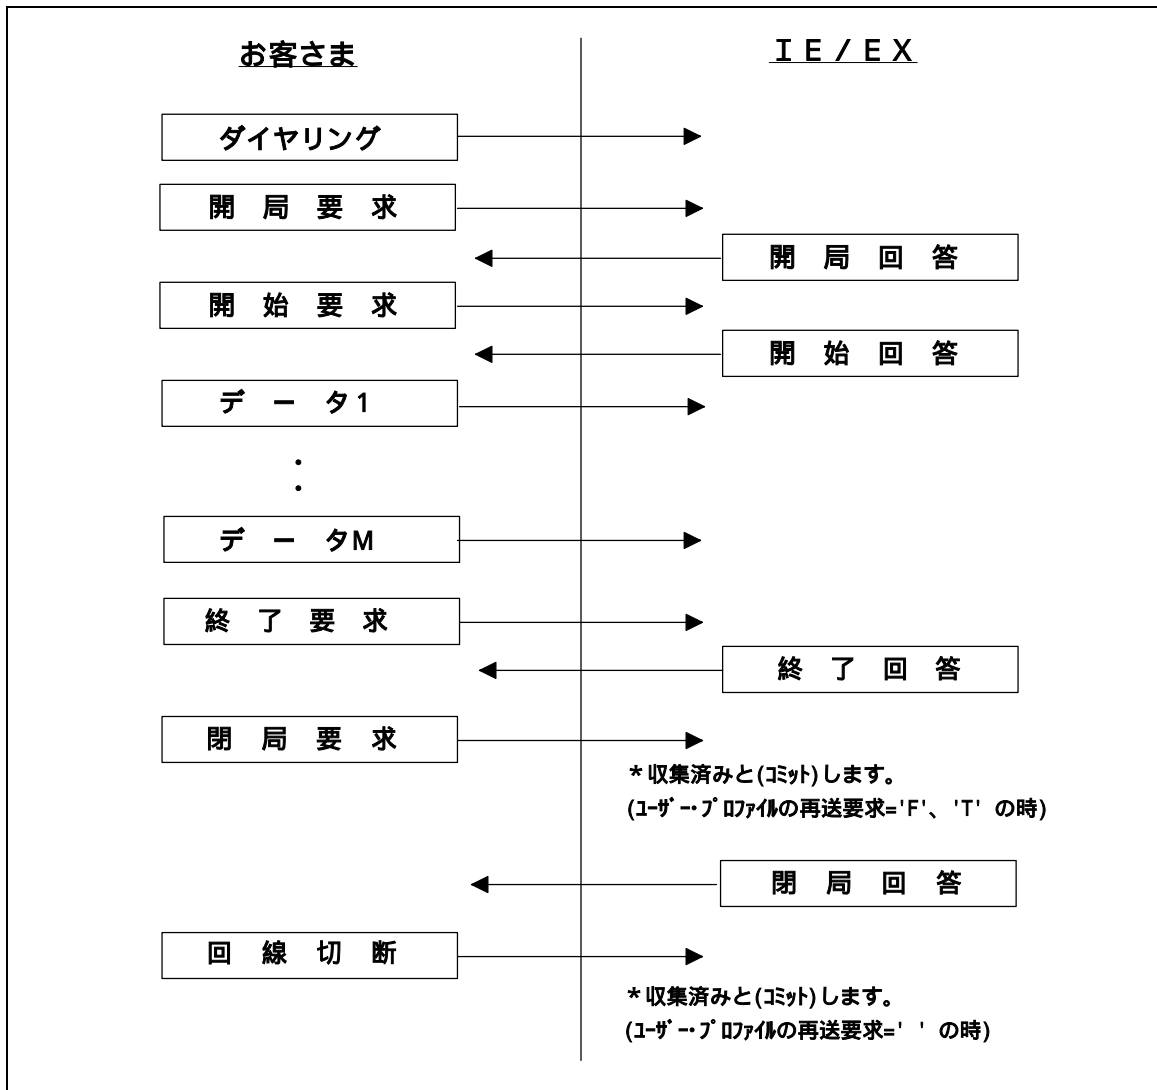 お客さま
ＩＥ/ＥＸ
ダイヤリング
開 局 要 求
開 局 回 答
開 始 要 求
開 始 回 答
デ ー タ1
・
・
デ ー タM
終 了 要 求
終 了 回 答
閉 局 要 求
*収集済みと(ｺﾐｯﾄ)します。
(ﾕｰｻﾞｰ・ﾌﾟﾛﾌｧｲﾙの再送要求='F'、'T' の時)
閉 局 回 答
回 線 切 断
*収集済みと(ｺﾐｯﾄ)します。
(ﾕｰｻﾞｰ・ﾌﾟﾛﾌｧｲﾙの再送要求=' ' の時)